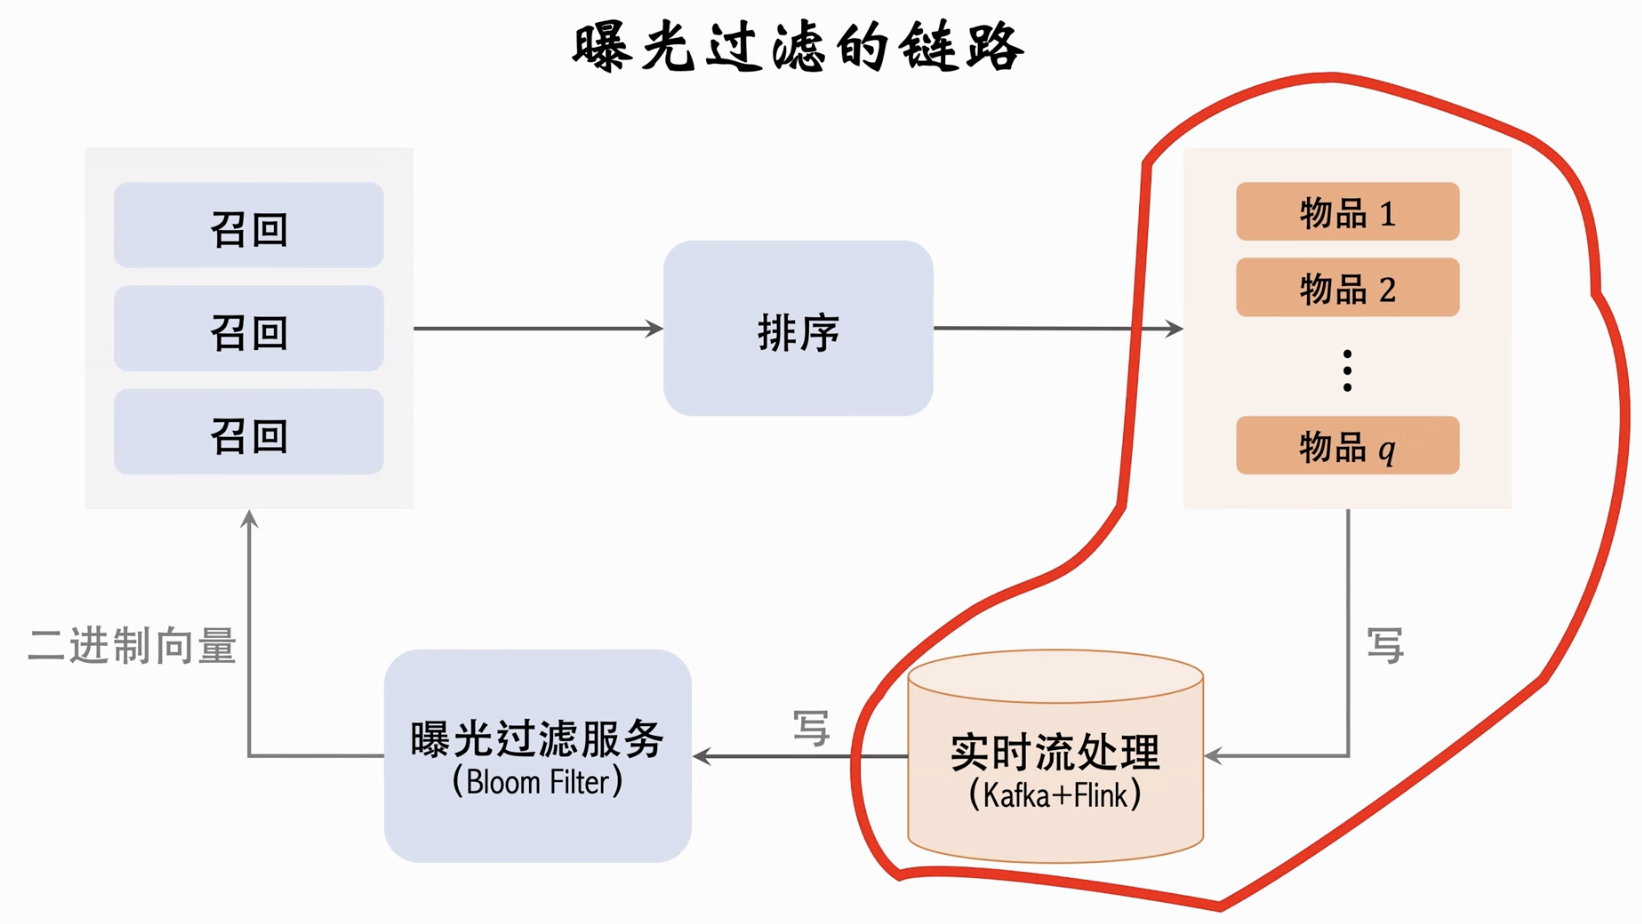 曝光过滤的链路
召回
召回
召回
排序
物品 1
物品 2
⋮
物品 q
二进制向量
曝光过滤服务
(Bloom Filter)
写
实时流处理
(Kafka+Flink)
写